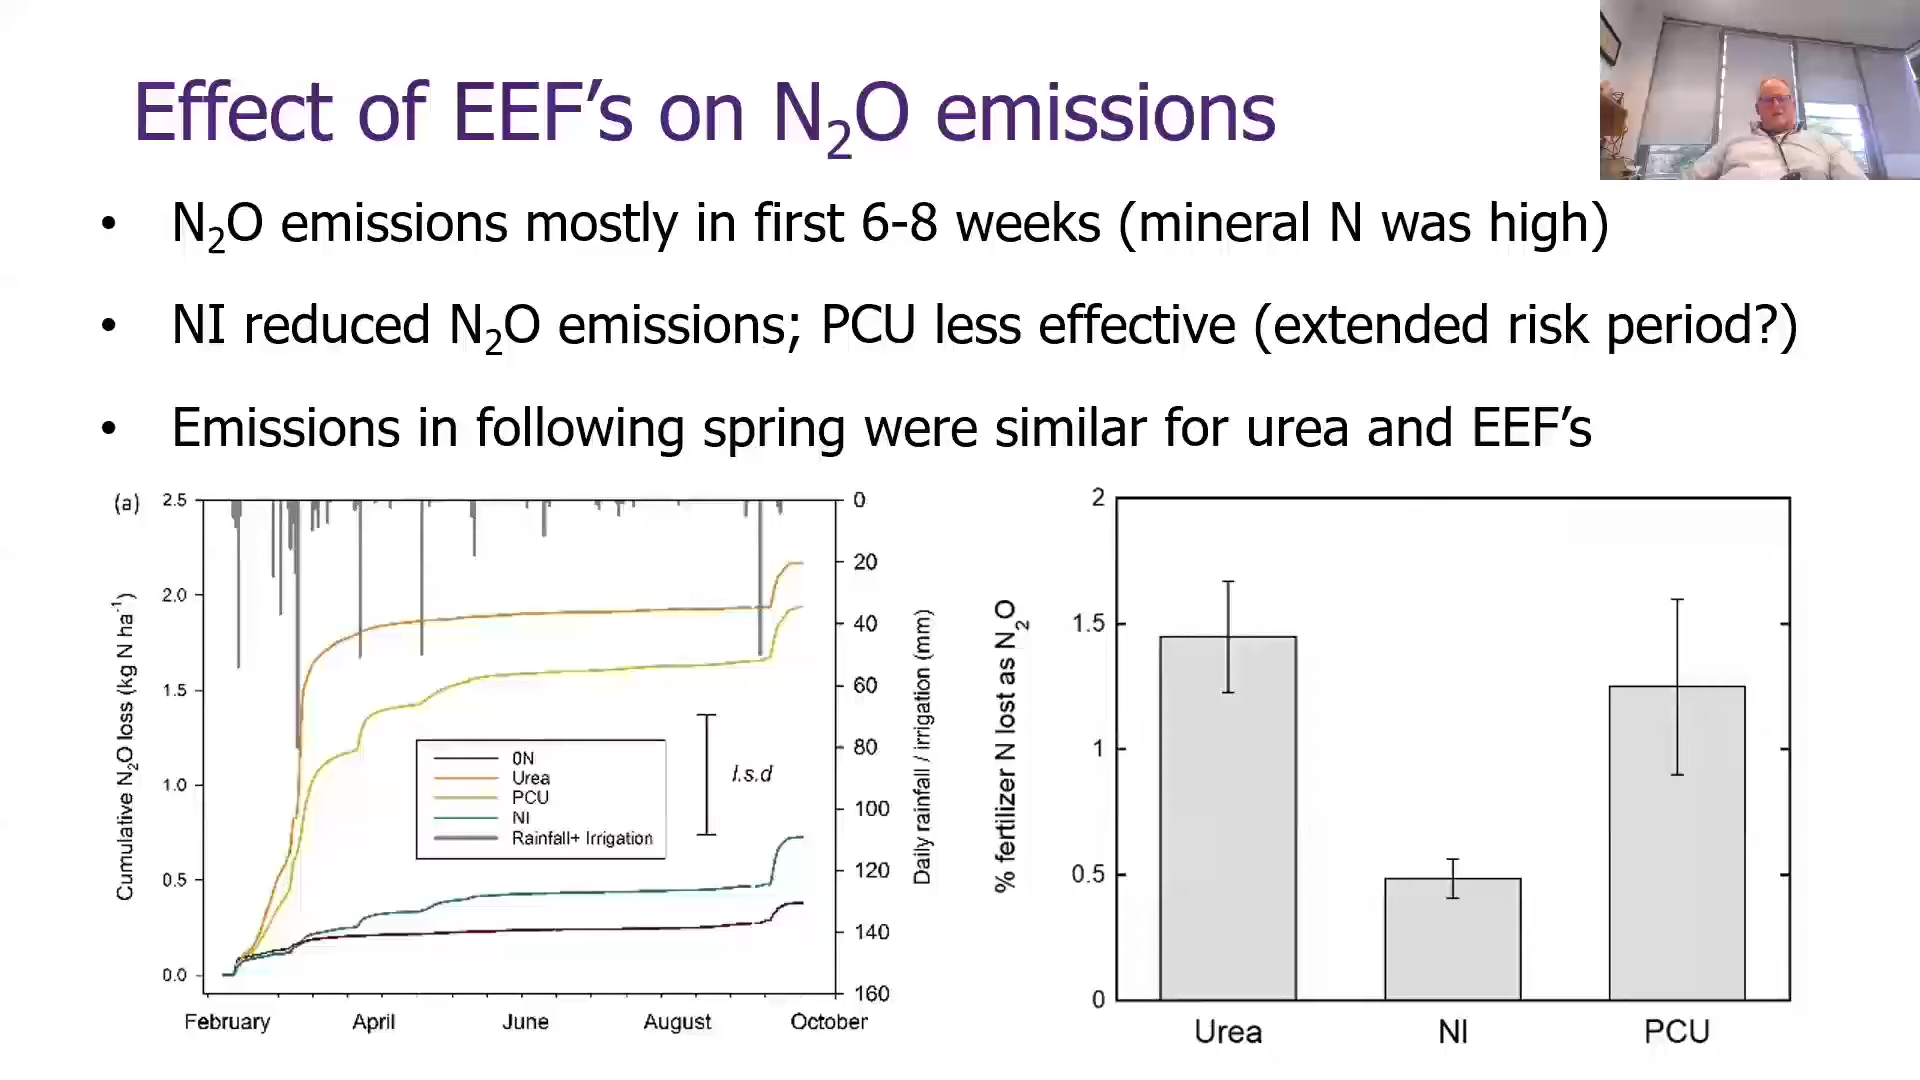 Effect of EEF’s on N₂O emissions
• N₂O emissions mostly in first 6-8 weeks (mineral N was high)
• NI reduced N₂O emissions; PCU less effective (extended risk period?)
• Emissions in following spring were similar for urea and EEF’s
(a)
Cumulative N₂O loss (kg N ha⁻¹)
2.5
2.0
1.5
1.0
0.5
0.0
0N
Urea
PCU
NI
Rainfall+ Irrigation
l.s.d
0
20
40
60
80
100
120
140
160
Daily rainfall / irrigation (mm)
February April June August October
% fertilizer N lost as N₂O
2
1.5
1
0.5
0
Urea NI PCU